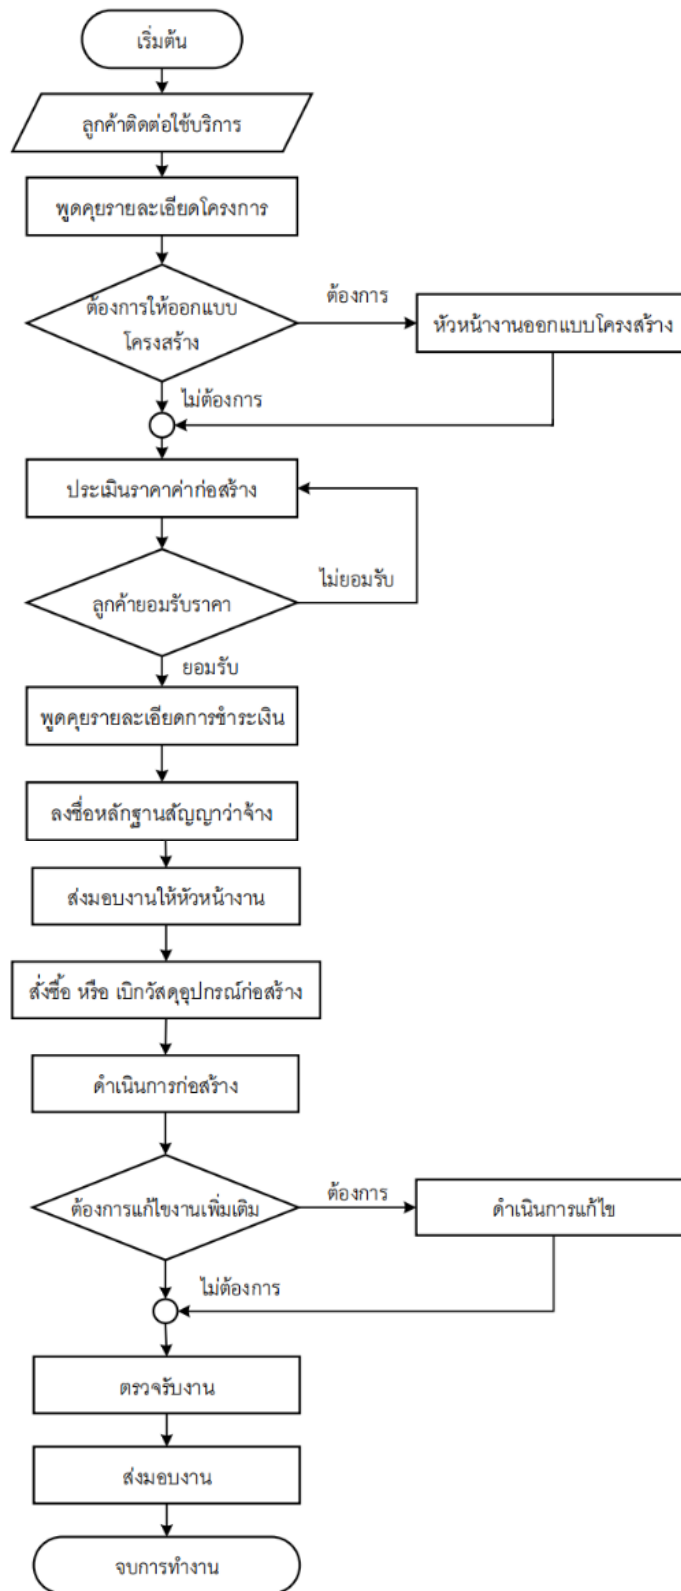 เริ่มต้น
ลูกค้าติดต่อใช้บริการ
พูดคุยรายละเอียดโครงการ
ต้องการให้ออกแบบ
โครงสร้าง
ต้องการ
หัวหน้างานออกแบบโครงสร้าง
ไม่ต้องการ
ประเมินราคาค่าก่อสร้าง
ไม่ยอมรับ
ลูกค้ายอมรับราคา
ยอมรับ
พูดคุยรายละเอียดการชำระเงิน
ลงชื่อหลักฐานสัญญาว่าจ้าง
ส่งมอบงานให้หัวหน้างาน
สั่งซื้อ หรือ เบิกวัสดุอุปกรณ์ก่อสร้าง
ดำเนินการก่อสร้าง
ต้องการแก้ไขงานเพิ่มเติม
ต้องการ
ดำเนินการแก้ไข
ไม่ต้องการ
ตรวจรับงาน
ส่งมอบงาน
จบการทำงาน